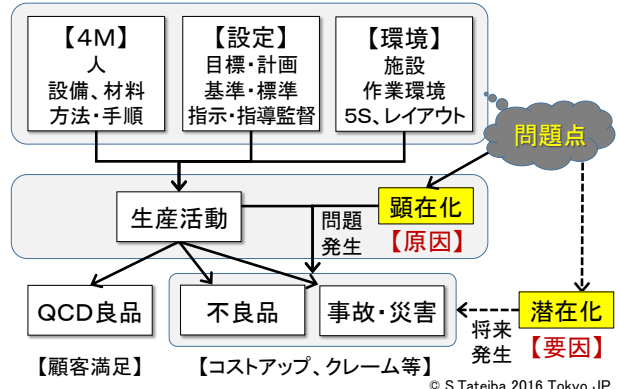 【4M】
人
設備、材料
方法・手順
【設定】
目標・計画
基準・標準
指示・指導監督
【環境】
施設
作業環境
5S、レイアウト
問題点
生産活動
問題
発生
顕在化
【原因】
QCD良品
不良品
事故・災害
将来
発生
潜在化
【要因】
【顧客満足】
【コストアップ、クレーム等】
© S.Tateiba 2016 Tokyo JP